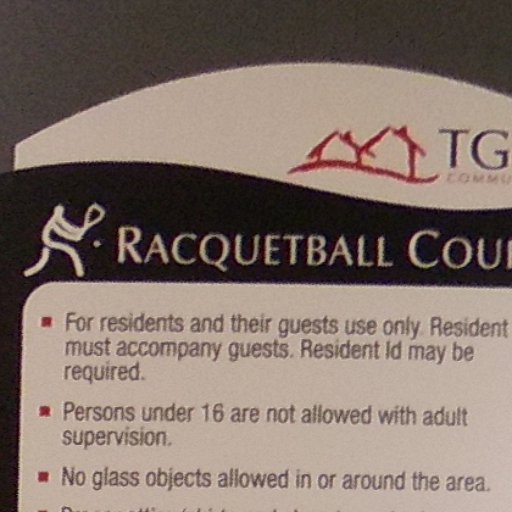 TG
COMMU
RACQUETBALL COU
For residents and their guests use only. Resident
must accompany guests. Resident Id may be
required.
Persons under 16 are not allowed with adult
supervision.
No glass objects allowed in or around the area.